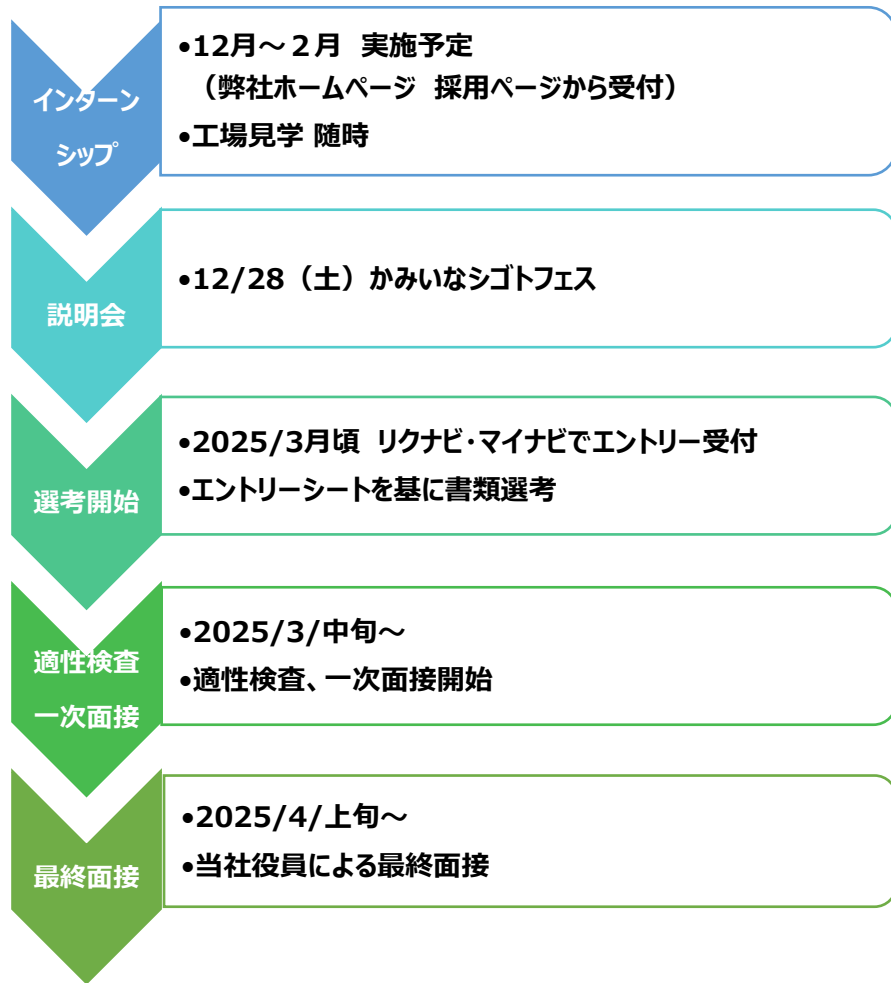 インターン
シップ
•12月～２月 実施予定
（弊社ホームページ 採用ページから受付）
•工場見学 随時
説明会
•12/28（土）かみいなシゴトフェス
選考開始
•2025/3月頃 リクナビ・マイナビでエントリー受付
•エントリーシートを基に書類選考
適性検査
一次面接
•2025/3/中旬～
•適性検査、一次面接開始
最終面接
•2025/4/上旬～
•当社役員による最終面接